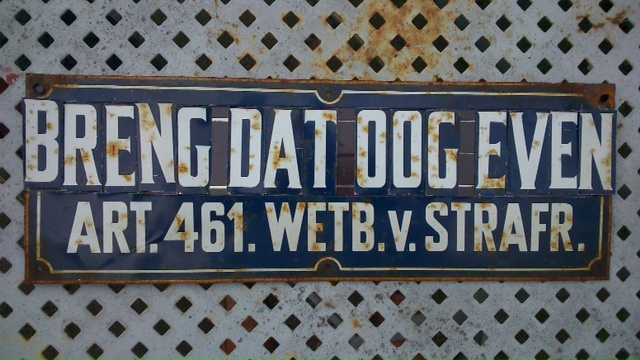 BRENG DAT OOG EVEN
ART. 461. WETB. v. STRAFR.